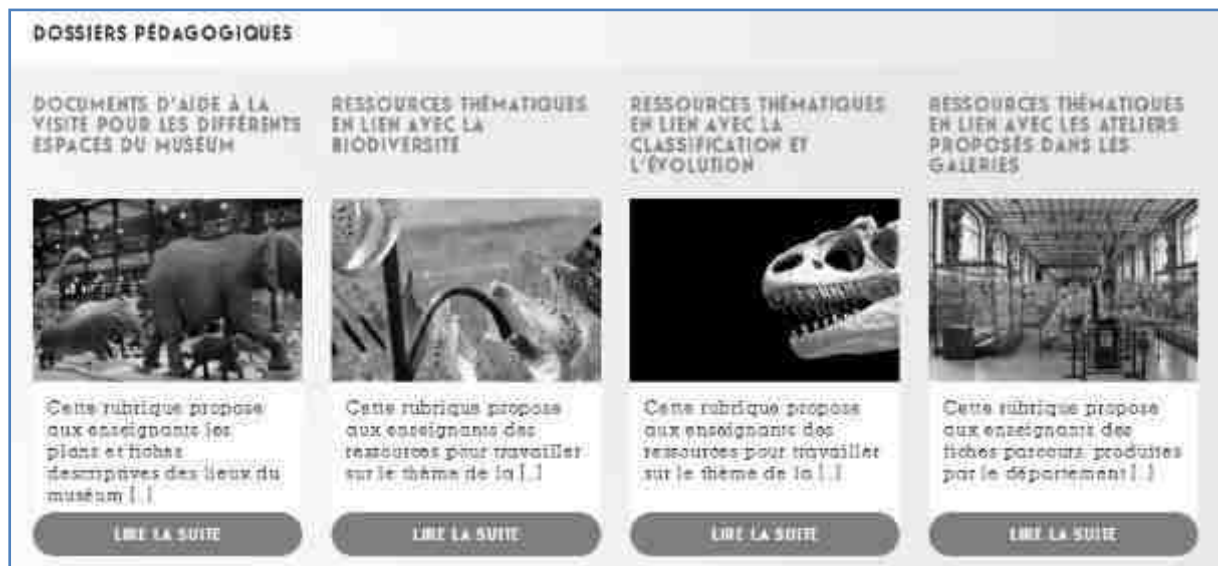 DOSSIERS PÉDAGOGIQUES
DOCUMENTS D'AIDE À LA
VISITE POUR LES DIFFÉRENTS
ESPACES DU MUSÉUM
RESSOURCES THÉMATIQUES
EN LIEN AVEC LA
BIODIVERSITÉ
RESSOURCES THÉMATIQUES
EN LIEN AVEC LA
CLASSIFICATION ET
L'ÉVOLUTION
RESSOURCES THÉMATIQUES
EN LIEN AVEC LES ATELIERS
PROPOSÉS DANS LES
GALERIES
Cette rubrique propose
aux enseignants les
plans et fiches
descriptives des lieux du
muséum [...]
Cette rubrique propose
aux enseignants des
ressources pour travailler
sur le thème de la [...]
Cette rubrique propose
aux enseignants des
ressources pour travailler
sur le thème de la [...]
Cette rubrique propose
aux enseignants des
fiches parcours, produites
par le département [...]
LIRE LA SUITE
LIRE LA SUITE
LIRE LA SUITE
LIRE LA SUITE